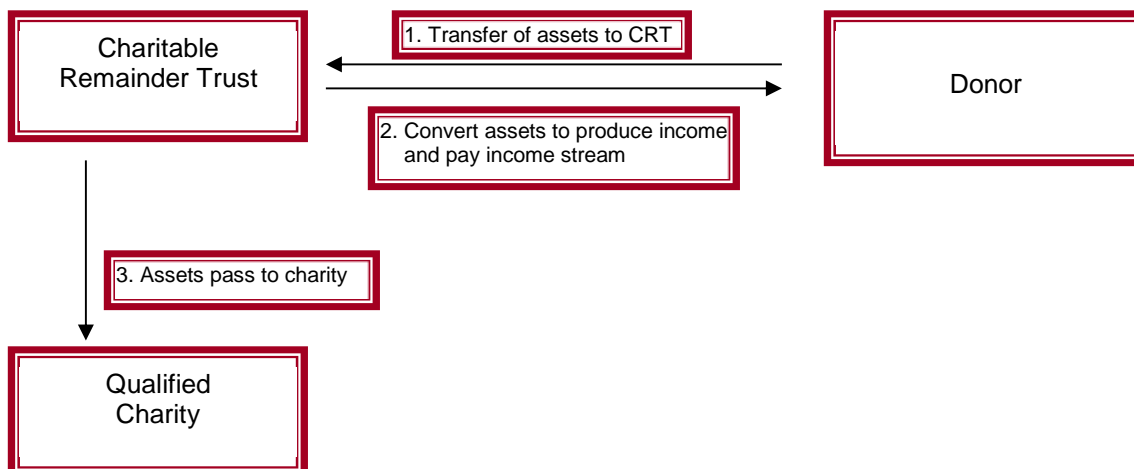 Charitable
Remainder Trust
1. Transfer of assets to CRT
Donor
2. Convert assets to produce income
and pay income stream
3. Assets pass to charity
Qualified
Charity